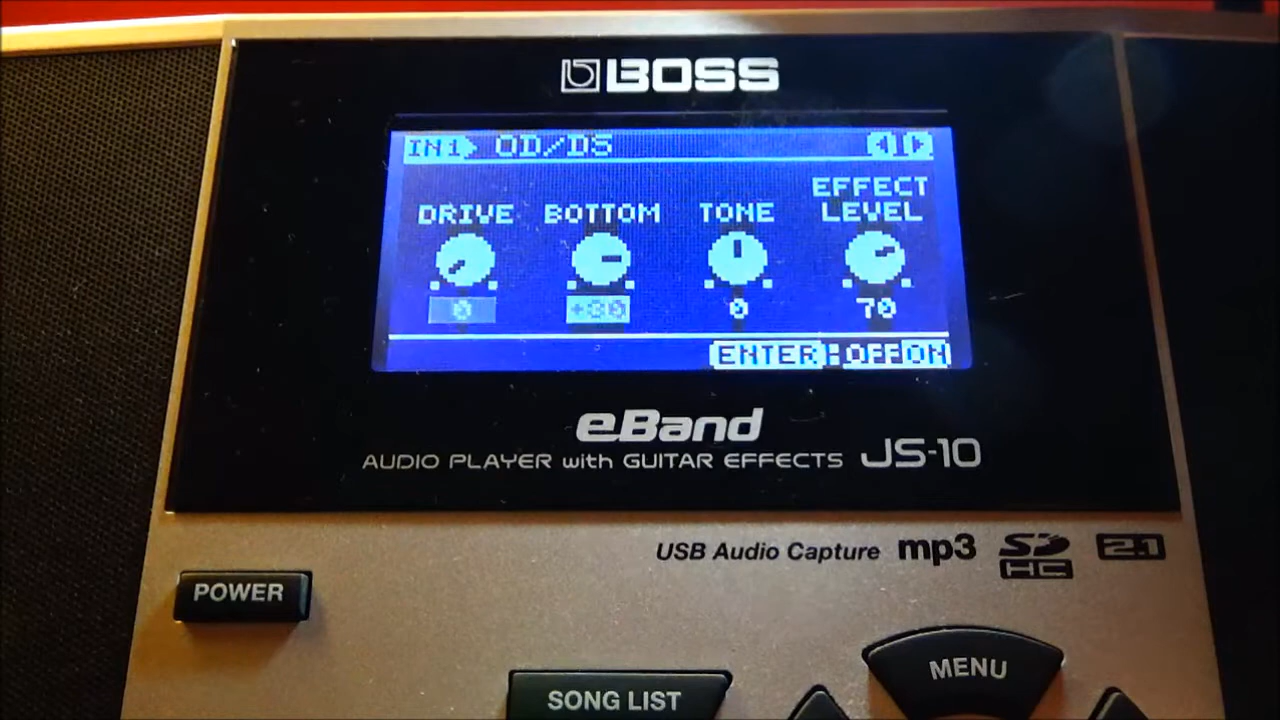 BOSS
IN1 OD/DS
DRIVE BOTTOM TONE EFFECT LEVEL
0 0 70
ENTER:OFF ON
eBand
AUDIO PLAYER with GUITAR EFFECTS JS-10
USB Audio Capture mp3 SD HC 2.1
POWER
MENU
SONG LIST